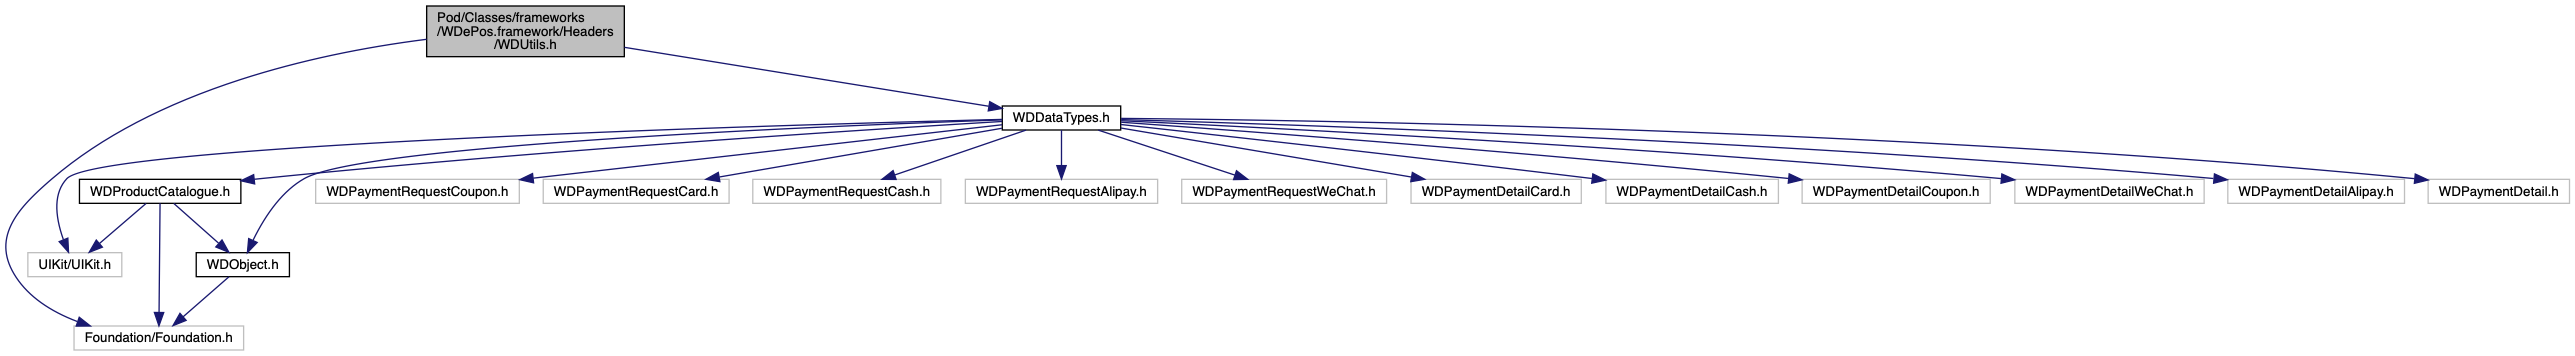 Pod/Classes/frameworks
/WDePos.framework/Headers
/WDUtils.h
WDDataTypes.h
WDProductCatalogue.h
WDPaymentRequestCoupon.h
WDPaymentRequestCard.h
WDPaymentRequestCash.h
WDPaymentRequestAlipay.h
WDPaymentRequestWeChat.h
WDPaymentDetailCard.h
WDPaymentDetailCash.h
WDPaymentDetailCoupon.h
WDPaymentDetailWeChat.h
WDPaymentDetailAlipay.h
WDPaymentDetail.h
UIKit/UIKit.h
WDObject.h
Foundation/Foundation.h